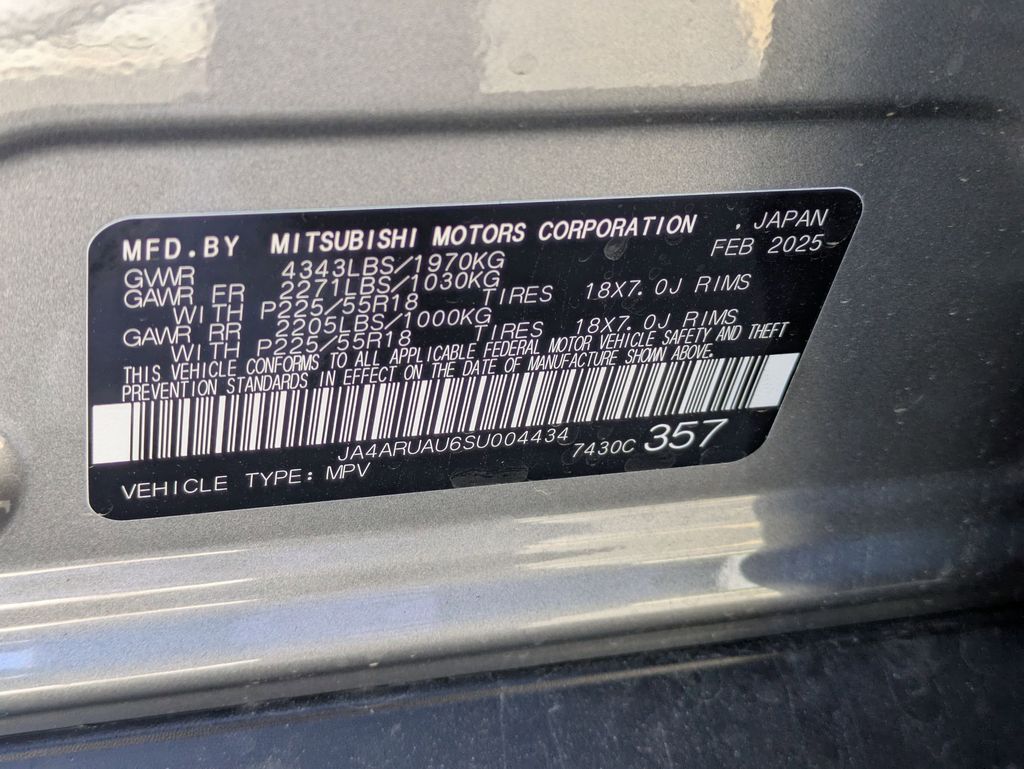 MFD.BY MITSUBISHI MOTORS CORPORATION , JAPAN
FEB 2025
GVWR 4343LBS/1970KG
GAWR FR 2271LBS/1030KG
WITH P225/55R18 TIRES 18X7.0J RIMS
GAWR RR 2205LBS/1000KG
WITH P225/55R18 TIRES 18X7.0J RIMS
THIS VEHICLE CONFORMS TO ALL APPLICABLE FEDERAL MOTOR VEHICLE SAFETY AND THEFT
PREVENTION STANDARDS IN EFFECT ON THE DATE OF MANUFACTURE SHOWN ABOVE.
JA4ARUAU6SU004434
7430C 357
VEHICLE TYPE: MPV